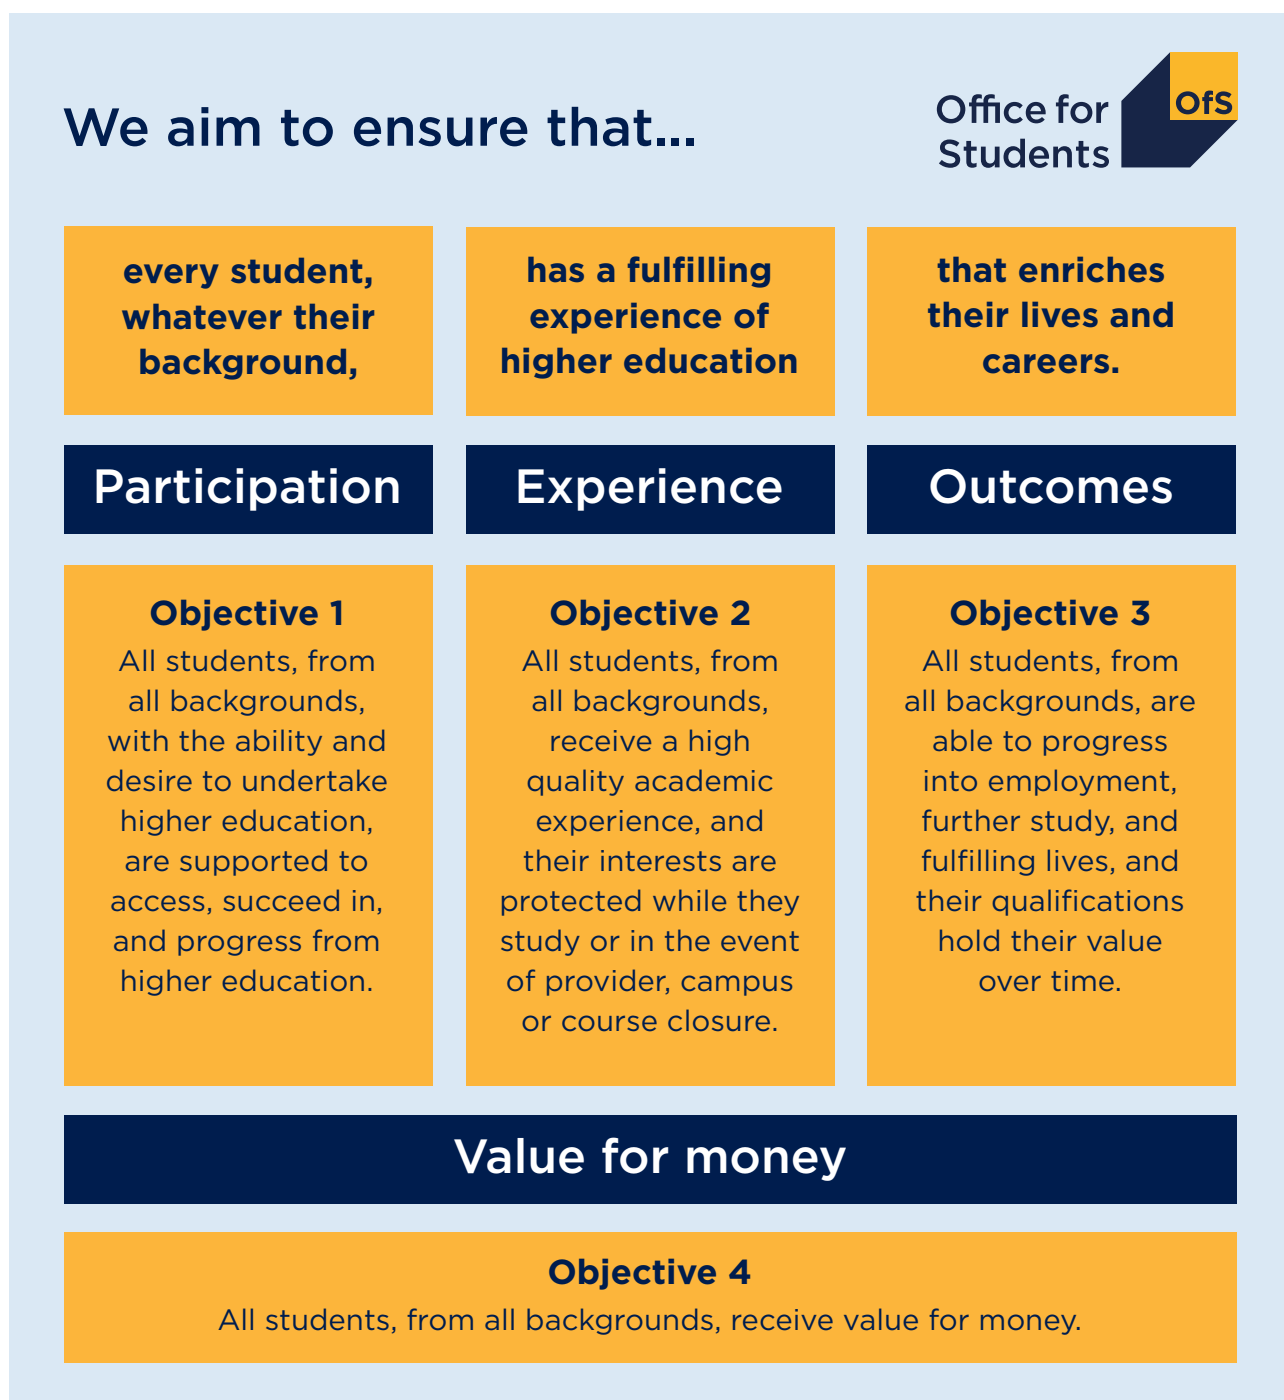 We aim to ensure that...
Office for
Students
OfS
every student,
whatever their
background,
has a fulfilling
experience of
higher education
that enriches
their lives and
careers.
Participation
Experience
Outcomes
Objective 1
All students, from
all backgrounds,
with the ability and
desire to undertake
higher education,
are supported to
access, succeed in,
and progress from
higher education.
Objective 2
All students, from
all backgrounds,
receive a high
quality academic
experience, and
their interests are
protected while they
study or in the event
of provider, campus
or course closure.
Objective 3
All students, from
all backgrounds, are
able to progress
into employment,
further study, and
fulfilling lives, and
their qualifications
hold their value
over time.
Value for money
Objective 4
All students, from all backgrounds, receive value for money.